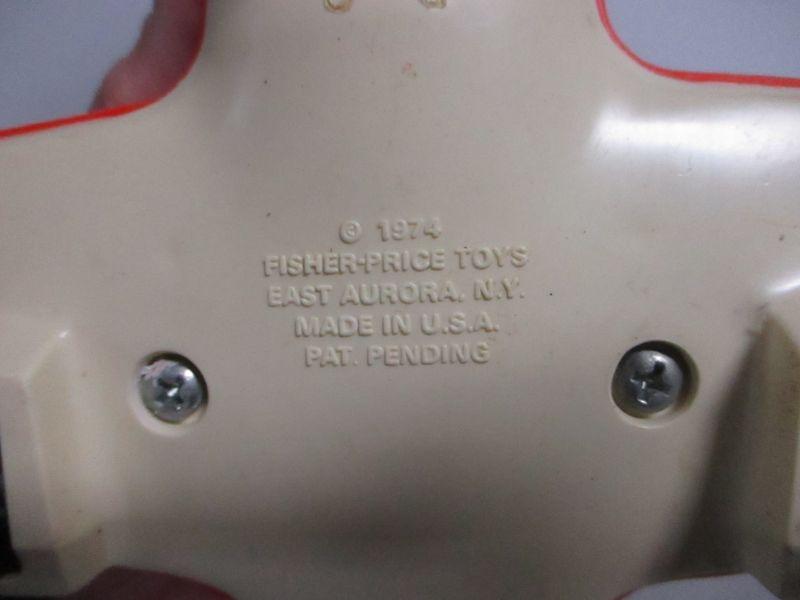 © 1974
FISHER-PRICE TOYS
EAST AURORA, N.Y.
MADE IN U.S.A.
PAT. PENDING